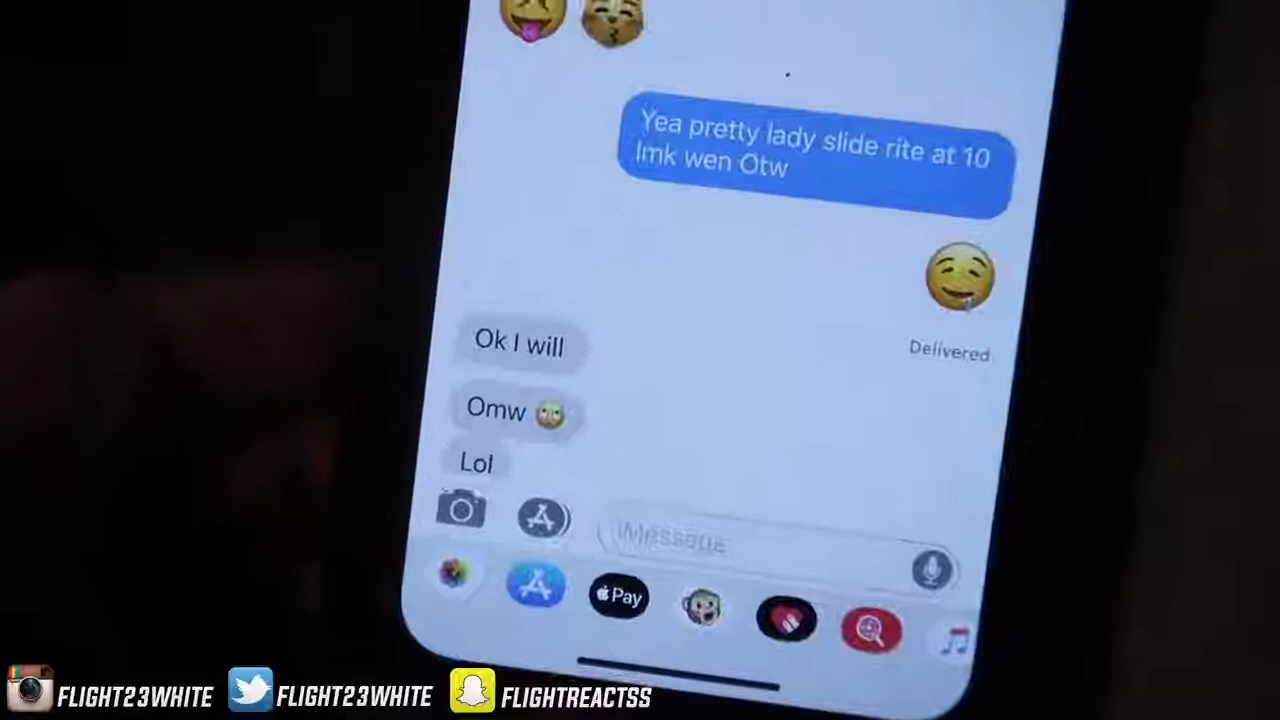 Yea pretty lady slide rite at 10
lmk wen Otw
Delivered
Ok I will
Omw
Lol
iMessage
Pay
FLIGHT23WHITE FLIGHT23WHITE FLIGHTREACTSS